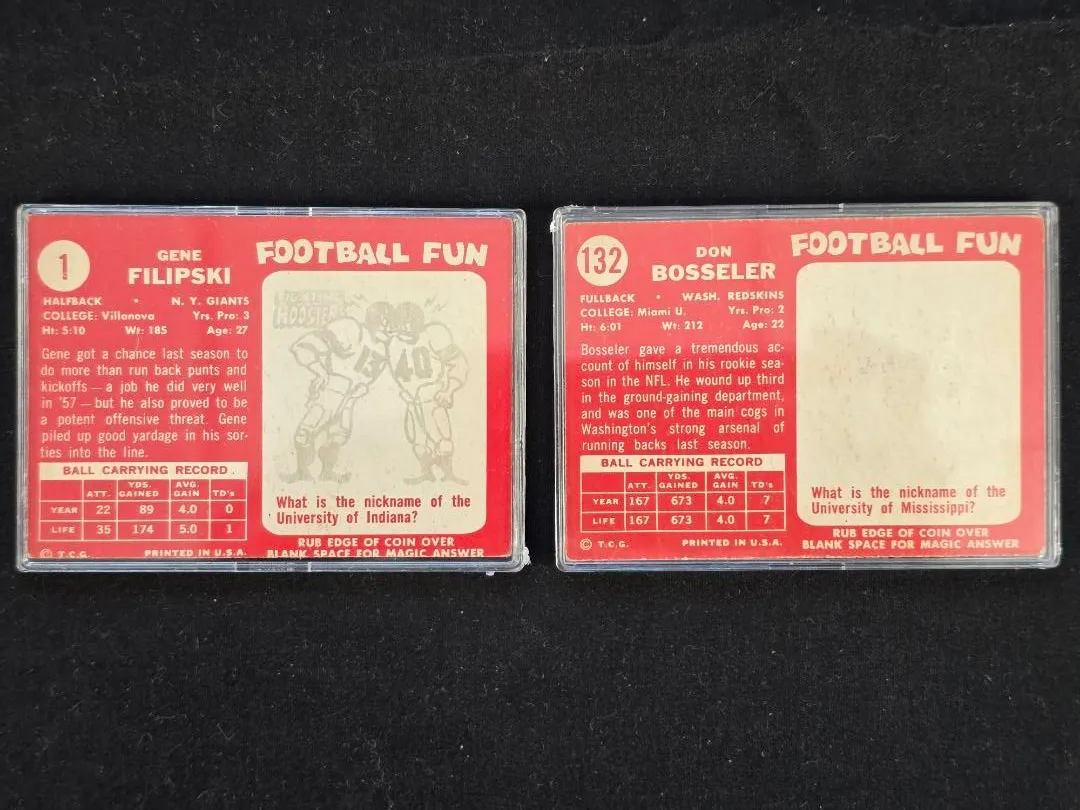 1
GENE
FILIPSKI
HALFBACK • N. Y. GIANTS
COLLEGE: Villanova Yrs. Pro: 3
Ht: 5:10 Wt: 185 Age: 27
Gene got a chance last season to
do more than run back punts and
kickoffs — a job he did very well
in '57 — but he also proved to be
a potent offensive threat. Gene
piled up good yardage in his sor-
ties into the line.
BALL CARRYING RECORD
ATT. YDS. GAINED AVG. GAIN TD's
YEAR 22 89 4.0 0
LIFE 35 174 5.0 1
© T.C.G. PRINTED IN U.S.A.
FOOTBALL FUN
FIGHTING
HOOSIERS
13 40
What is the nickname of the
University of Indiana?
RUB EDGE OF COIN OVER
BLANK SPACE FOR MAGIC ANSWER
132
DON
BOSSELER
FULLBACK • WASH. REDSKINS
COLLEGE: Miami U. Yrs. Pro: 2
Ht: 6:01 Wt: 212 Age: 22
Bosseler gave a tremendous ac-
count of himself in his rookie sea-
son in the NFL. He wound up third
in the ground-gaining department,
and was one of the main cogs in
Washington's strong arsenal of
running backs last season.
BALL CARRYING RECORD
ATT. YDS. GAINED AVG. GAIN TD's
YEAR 167 673 4.0 7
LIFE 167 673 4.0 7
© T.C.G. PRINTED IN U.S.A.
FOOTBALL FUN
What is the nickname of the
University of Mississippi?
RUB EDGE OF COIN OVER
BLANK SPACE FOR MAGIC ANSWER